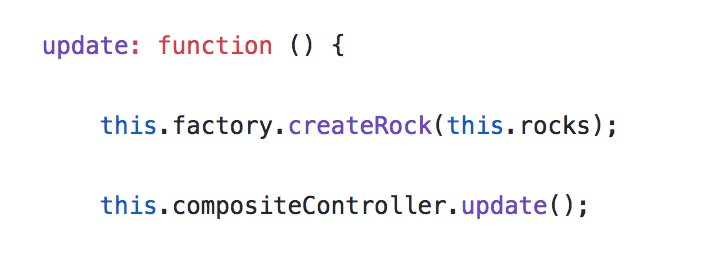 update: function () {
this.factory.createRock(this.rocks);
this.compositeController.update();